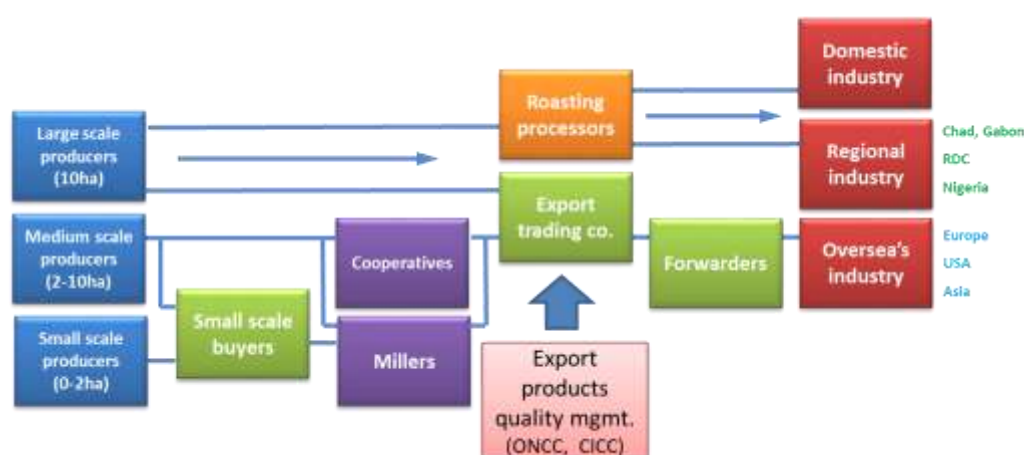 Large scale
producers
(10ha)
Medium scale
producers
(2-10ha)
Small scale
producers
(0-2ha)
Small scale
buyers
Cooperatives
Millers
Roasting
processors
Export
trading co.
Export
products
quality mgmt.
(ONCC, CICC)
Forwarders
Domestic
industry
Regional
industry
Oversea's
industry
Chad, Gabon
RDC
Nigeria
Europe
USA
Asia